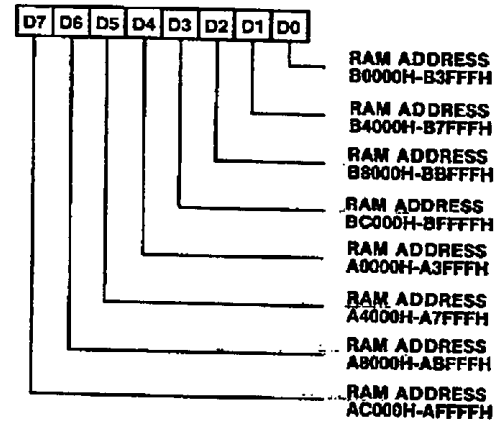 D7 D6 D5 D4 D3 D2 D1 D0
RAM ADDRESS
B0000H-B3FFFH
RAM ADDRESS
B4000H-B7FFFH
RAM ADDRESS
B8000H-BBFFFH
RAM ADDRESS
BC000H-BFFFFH
RAM ADDRESS
A0000H-A3FFFH
RAM ADDRESS
A4000H-A7FFFH
RAM ADDRESS
A8000H-ABFFFH
RAM ADDRESS
AC000H-AFFFFH